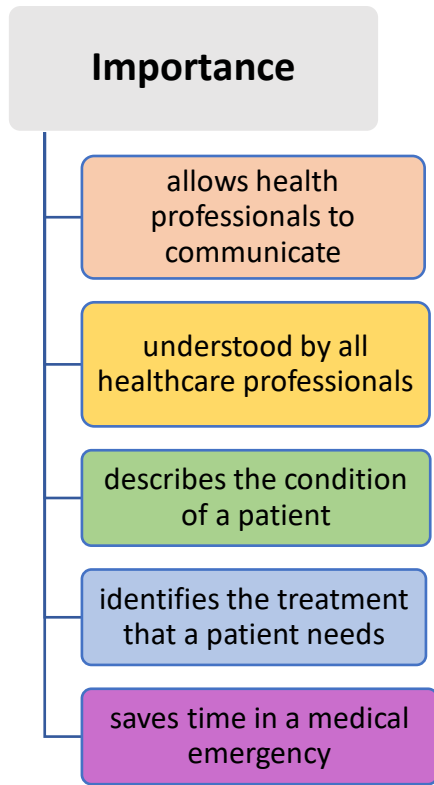 Importance
allows health
professionals to
communicate
understood by all
healthcare professionals
describes the condition
of a patient
identifies the treatment
that a patient needs
saves time in a medical
emergency